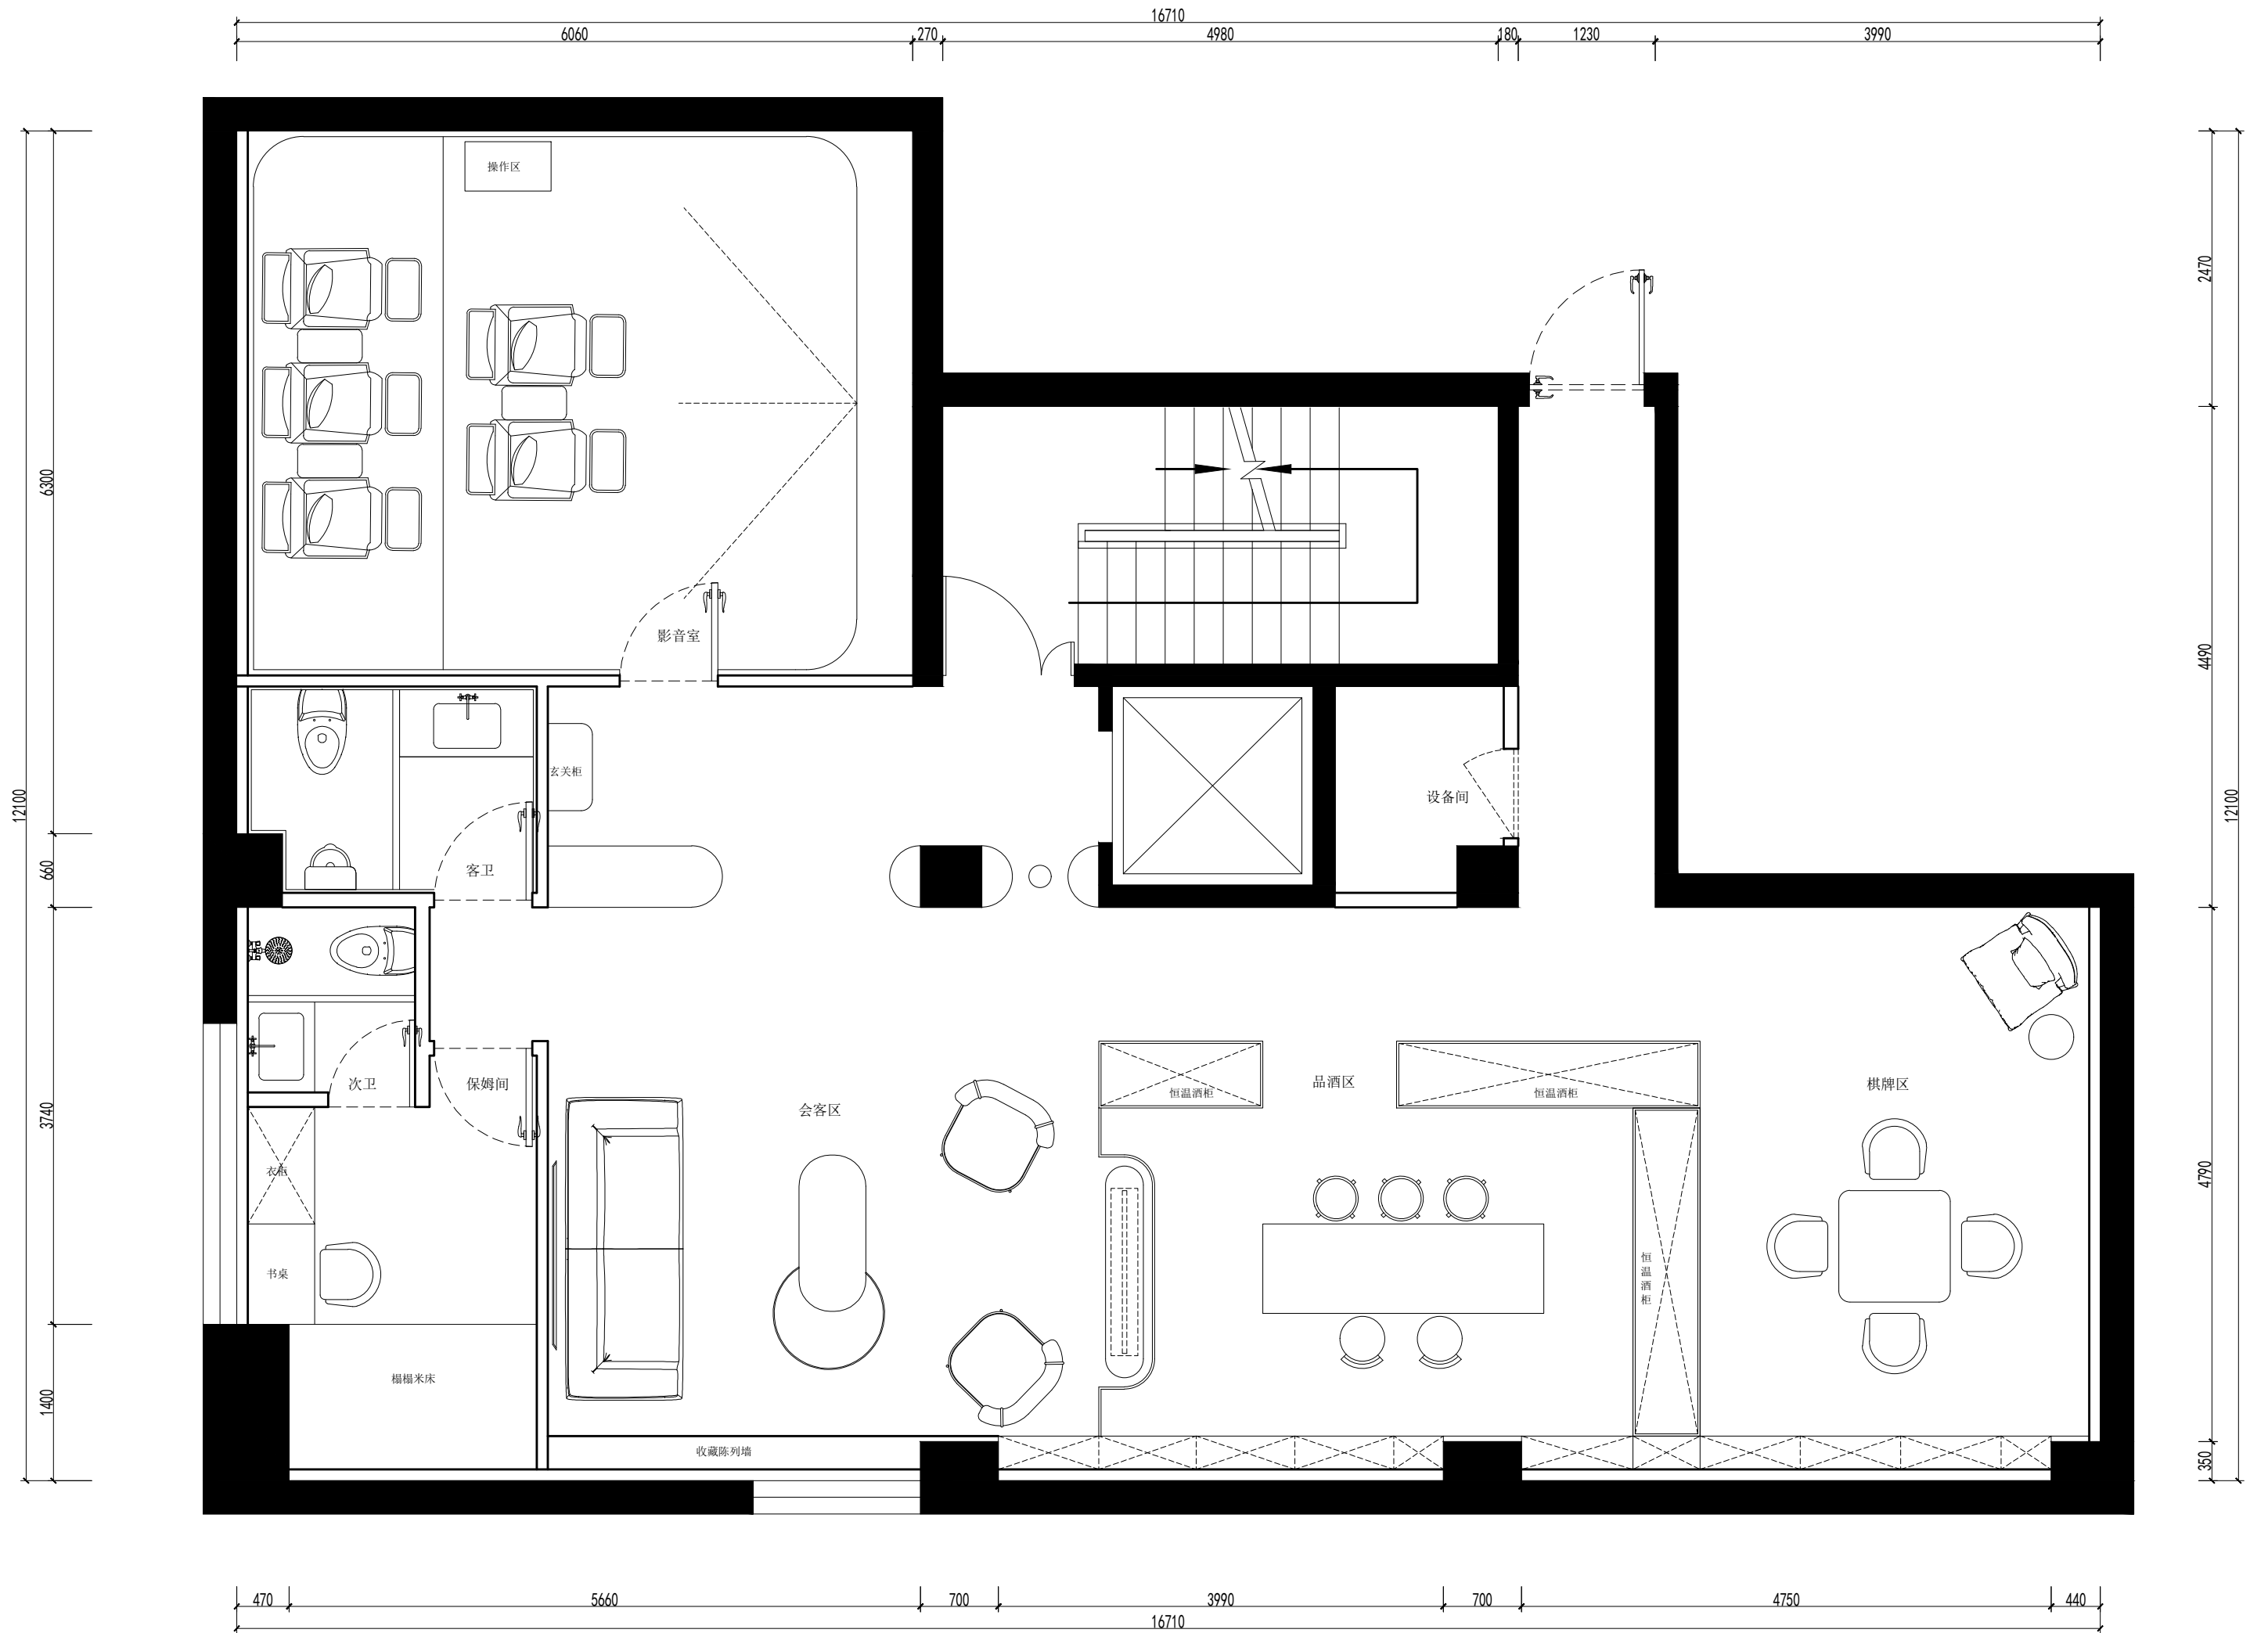 16710
6060
270
4980
180
1230
3990
操作区
2470
影音室
6300
4490
玄关柜
设备间
12100
12100
客卫
660
次卫
保姆间
会客区
恒温酒柜
品酒区
恒温酒柜
棋牌区
3740
衣柜
4790
书桌
恒
温
酒
柜
榻榻米床
1400
收藏陈列墙
350
470
5660
700
3990
700
4750
440
16710